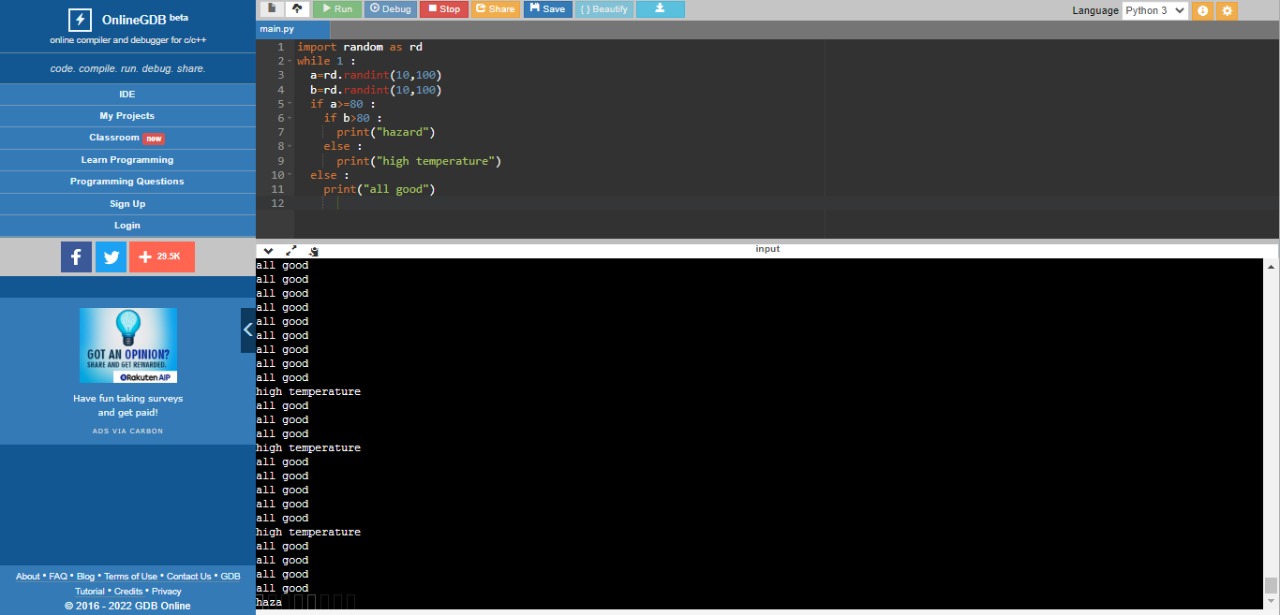 OnlineGDB beta
online compiler and debugger for c/c++
code. compile. run. debug. share.
IDE
My Projects
Classroom new
Learn Programming
Programming Questions
Sign Up
Login
f
29.5K
GOT AN OPINION?
SHARE AND GET REWARDED.
Rakuten AIP
Have fun taking surveys
and get paid!
ADS VIA CARBON
About • FAQ • Blog • Terms of Use • Contact Us • GDB
Tutorial • Credits • Privacy
© 2016 - 2022 GDB Online
Run Debug Stop Share Save { } Beautify
Language Python 3
main.py
1 import random as rd
2 while 1 :
3 a=rd.randint(10,100)
4 b=rd.randint(10,100)
5 if a>=80 :
6 if b>80 :
7 print("hazard")
8 else :
9 print("high temperature")
10 else :
11 print("all good")
12
input
all good
all good
all good
all good
all good
all good
all good
all good
all good
high temperature
all good
all good
all good
high temperature
all good
all good
all good
all good
all good
high temperature
all good
all good
all good
all good
haza